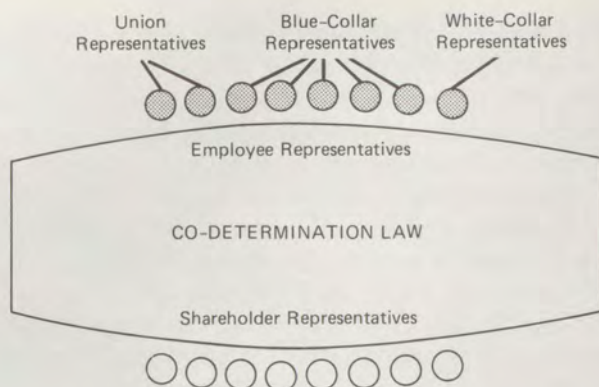 Union
Representatives
Blue-Collar
Representatives
White-Collar
Representatives
Employee Representatives
CO-DETERMINATION LAW
Shareholder Representatives